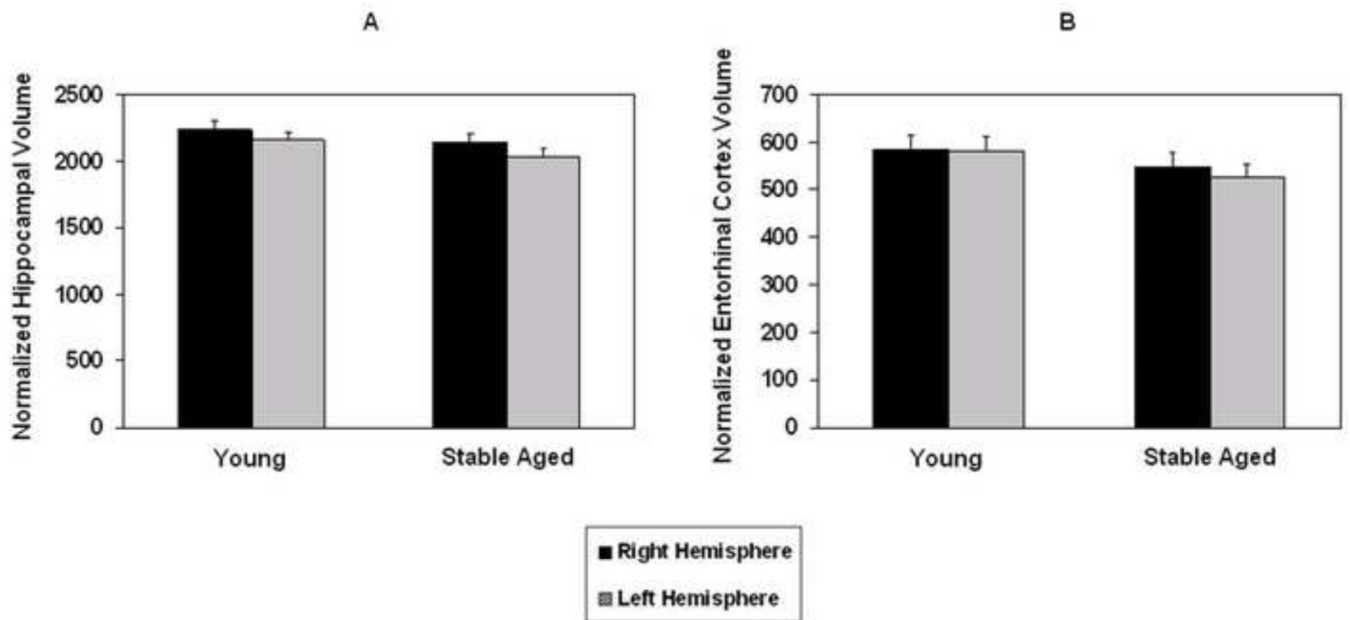 A
Normalized Hippocampal Volume
2500
2000
1500
1000
500
0
Young
Stable Aged
B
Normalized Entorhinal Cortex Volume
700
600
500
400
300
200
100
0
Young
Stable Aged
Right Hemisphere
Left Hemisphere